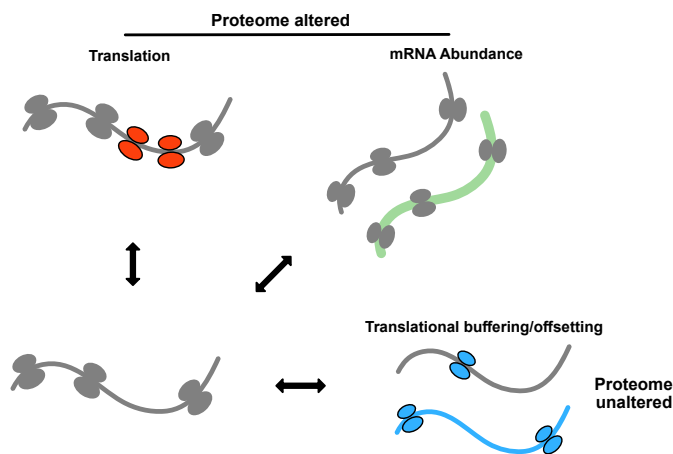 Proteome altered
Translation
mRNA Abundance
Translational buffering/offsetting
Proteome
unaltered